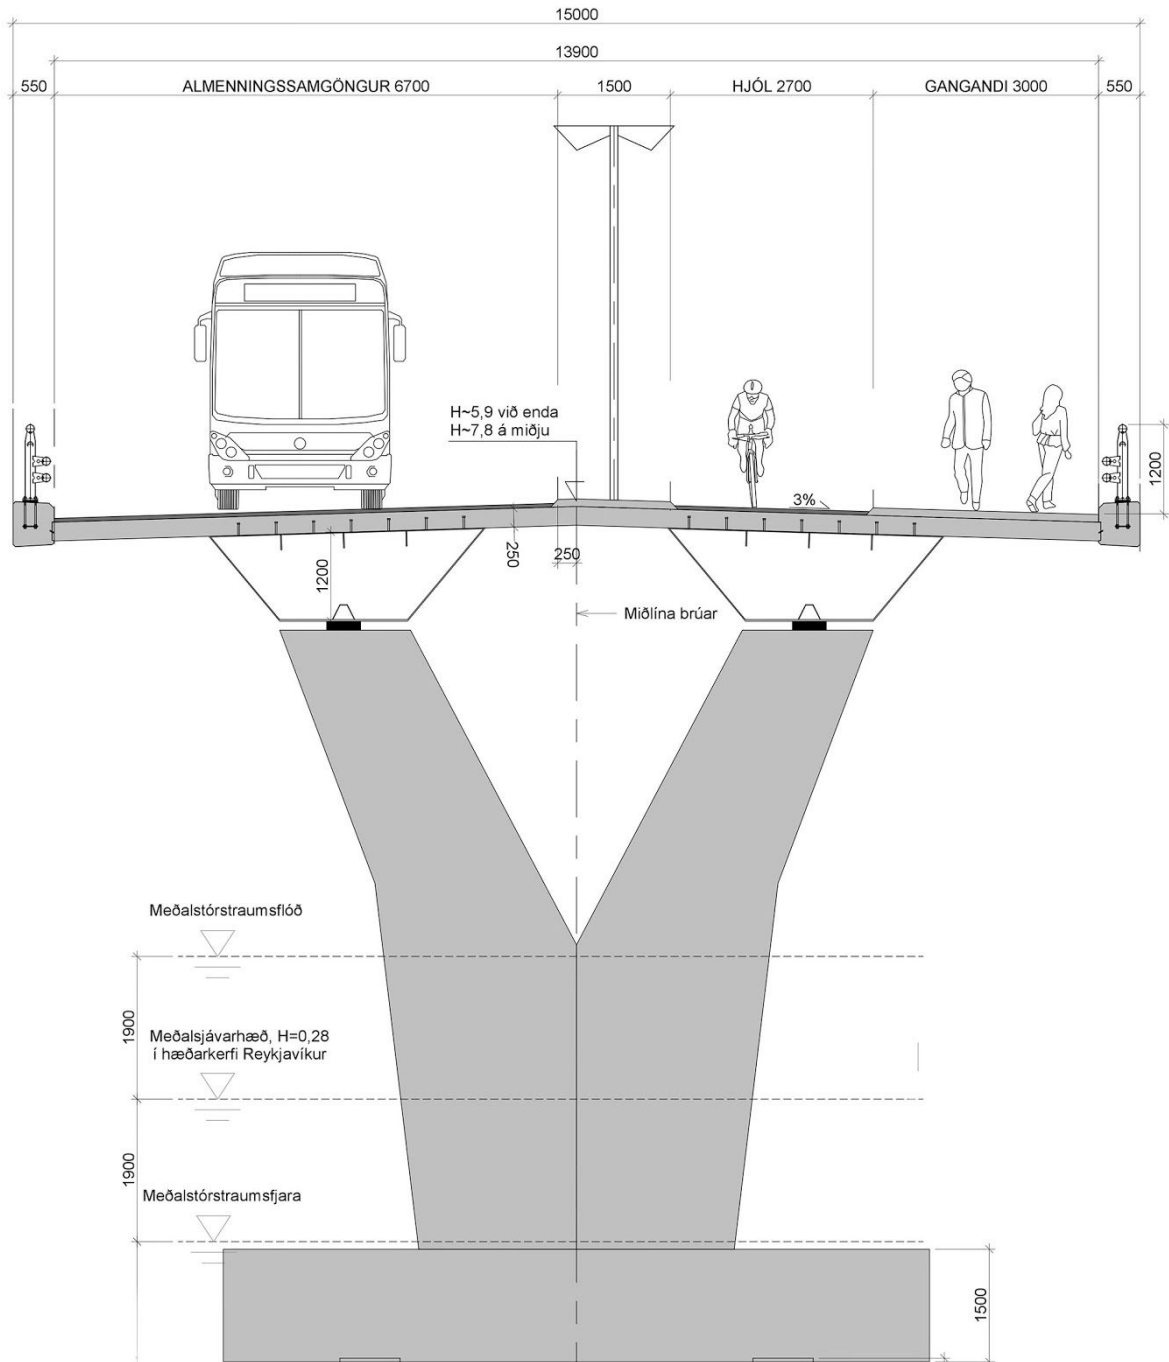 15000
13900
550
ALMENNINGSSAMGÖNGUR 6700
1500
HJÓL 2700
GANGANDI 3000
550
H~5,9 við enda
H~7,8 á miðju
1200
3%
250
250
1200
Miðlína brúar
Meðalstórstraumsflóð
1900
Meðalsjávarhæð, H=0,28
í hæðarkerfi Reykjavíkur
1900
Meðalstórstraumsfjara
1500